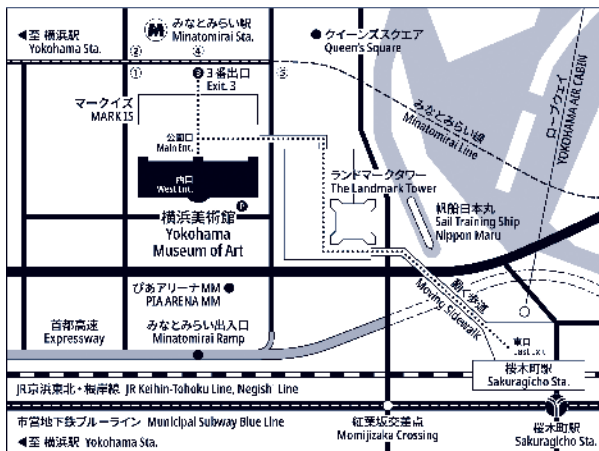 ◀至 横浜駅
Yokohama Sta.
②
①
M
みなとみらい駅
Minatomirai Sta.
④
③
3番出口
Exit. 3
⑤
クイーンズスクエア
Queen's Square
マークイズ
MARK IS
公園口
Main Ent.
西口
West Ent.
P
横浜美術館
Yokohama
Museum of Art
ランドマークタワー
The Landmark Tower
みなとみらい線
Minatomirai Line
ロープウェイ
YOKOHAMA AIR CABIN
帆船日本丸
Sail Training Ship
Nippon Maru
ぴあアリーナMM
PIA ARENA MM
動く歩道
Moving Sidewalk
首都高速
Expressway
みなとみらい出入口
Minatomirai Ramp
東口
East Exit
桜木町駅
Sakuragicho Sta.
JR京浜東北・根岸線 JR Keihin-Tohoku Line, Negishi Line
市営地下鉄ブルーライン Municipal Subway Blue Line
◀至 横浜駅 Yokohama Sta.
紅葉坂交差点
Momijizaka Crossing
桜木町駅
Sakuragicho Sta.